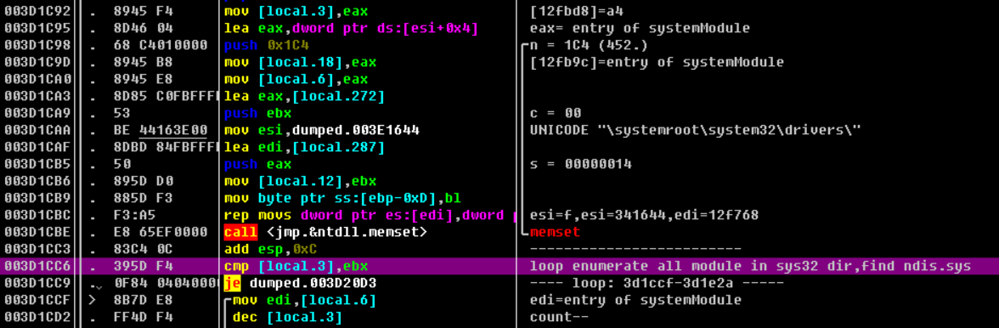 003D1C92 . 8945 F4 mov [local.3],eax [12fbd8]=a4
003D1C95 . 8D46 04 lea eax,dword ptr ds:[esi+0x4] eax= entry of systemModule
003D1C98 . 68 C4010000 push 0x1C4 n = 1C4 (452.)
003D1C9D . 8945 B8 mov [local.18],eax [12fb9c]=entry of systemModule
003D1CA0 . 8945 E8 mov [local.6],eax
003D1CA3 . 8D85 C0FBFFF lea eax,[local.272]
003D1CA9 . 53 push ebx c = 00
003D1CAA . BE 44163E00 mov esi,dumped.003E1644 UNICODE "\systemroot\system32\drivers\"
003D1CAF . 8DBD 84FBFFF lea edi,[local.287]
003D1CB5 . 50 push eax s = 00000014
003D1CB6 . 895D D0 mov [local.12],ebx
003D1CB9 . 885D F3 mov byte ptr ss:[ebp-0xD],bl
003D1CBC . F3:A5 rep movs dword ptr es:[edi],dword p esi=f,esi=341644,edi=12f768
003D1CBE . E8 65EF0000 call <jmp.&ntdll.memset> memset
003D1CC3 . 83C4 0C add esp,0xC -------------------------
003D1CC6 . 395D F4 cmp [local.3],ebx loop enumerate all module in sys32 dir,find ndis.sys
003D1CC9 . 0F84 0404000 je dumped.003D20D3 ---- loop: 3d1ccf-3d1e2a -----
003D1CCF > 8B7D E8 mov edi,[local.6] edi=entry of systemModule
003D1CD2 . FF4D F4 dec [local.3] count--